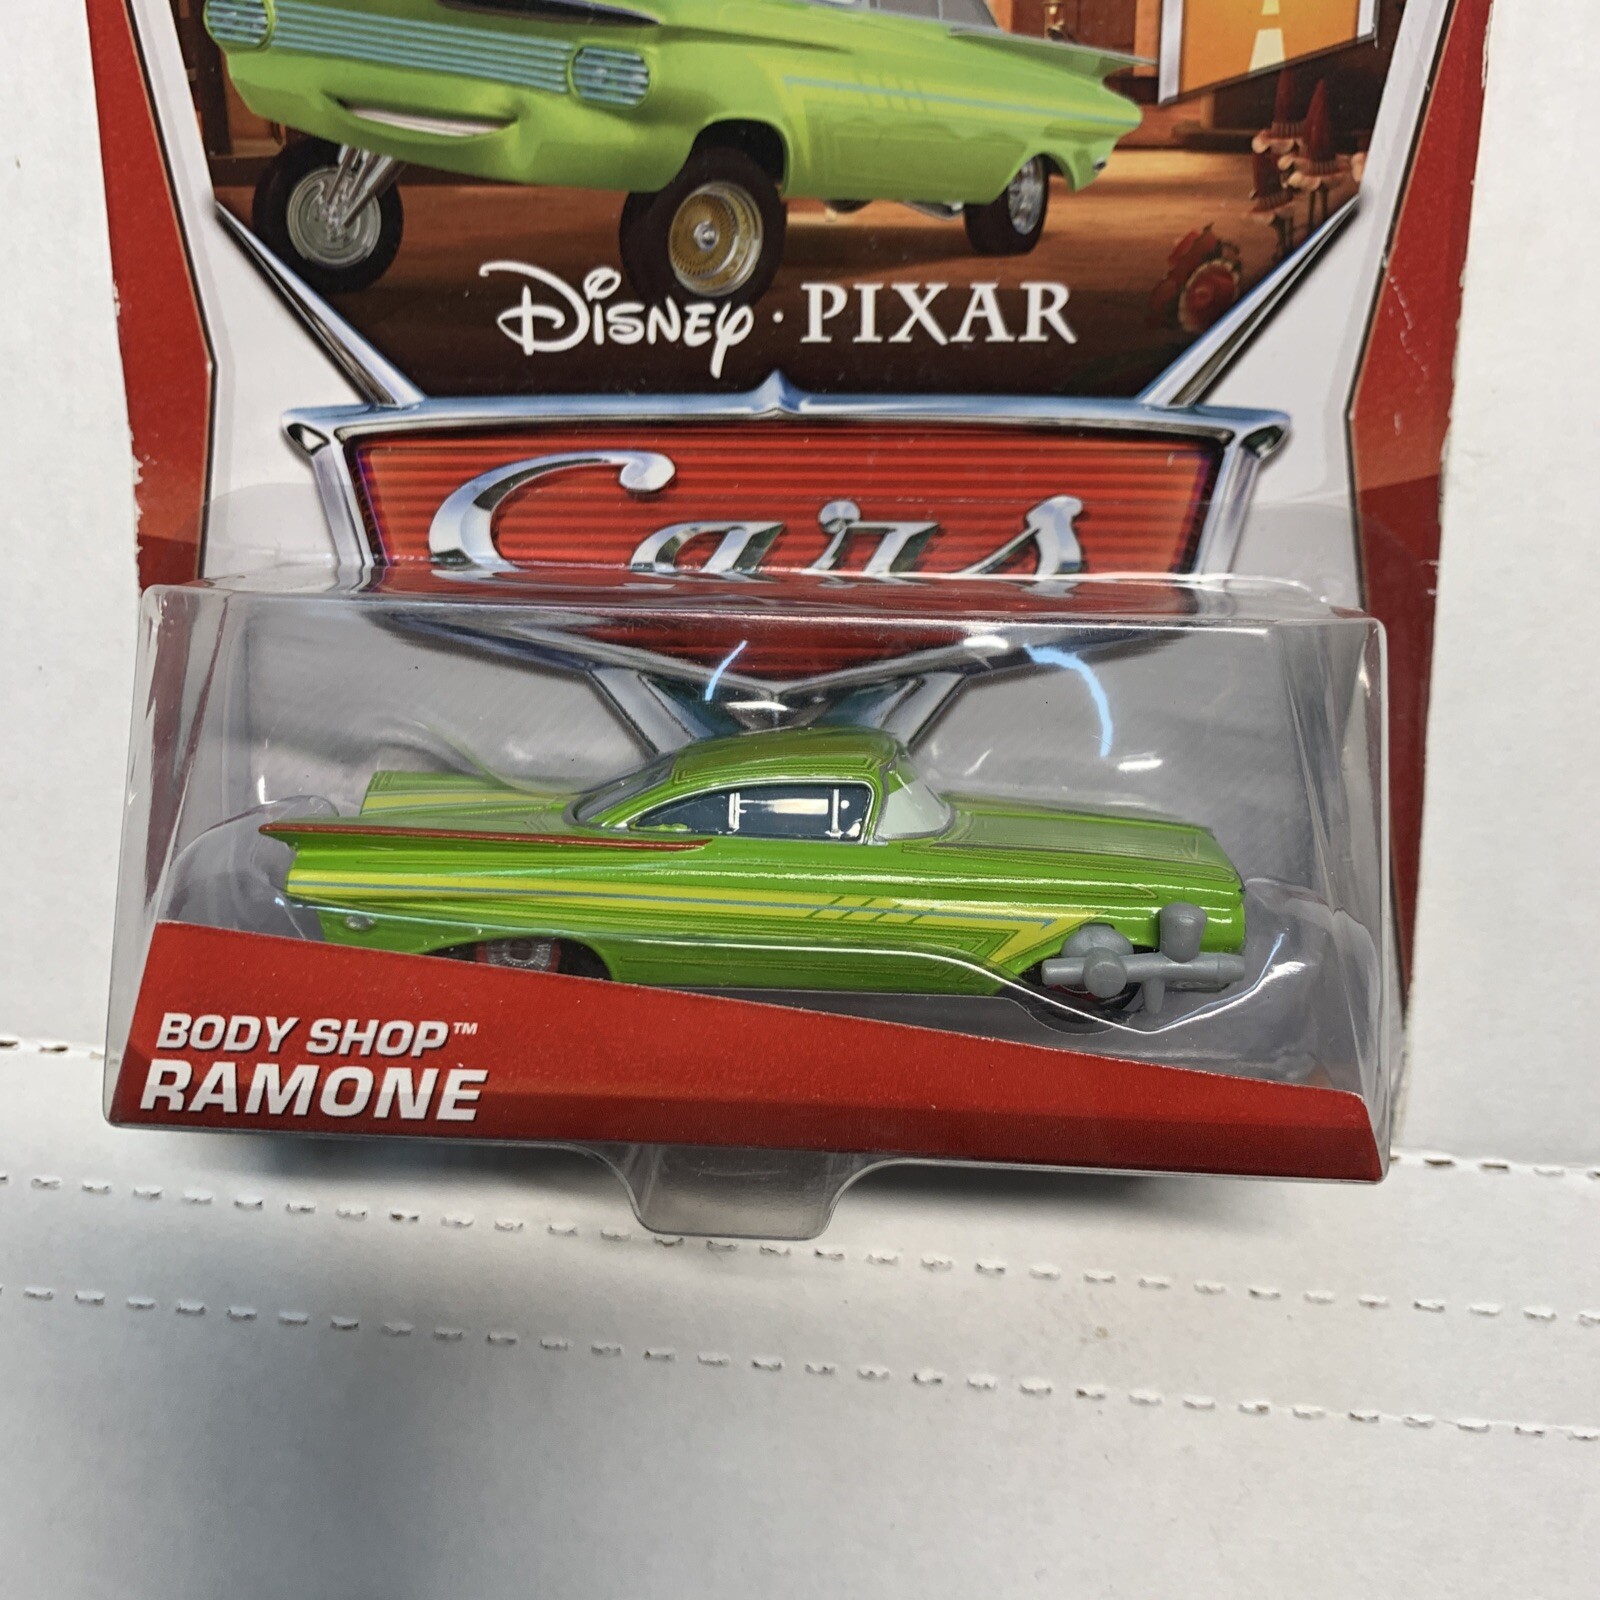 Disney · PIXAR
Cars
BODY SHOP™
RAMONE